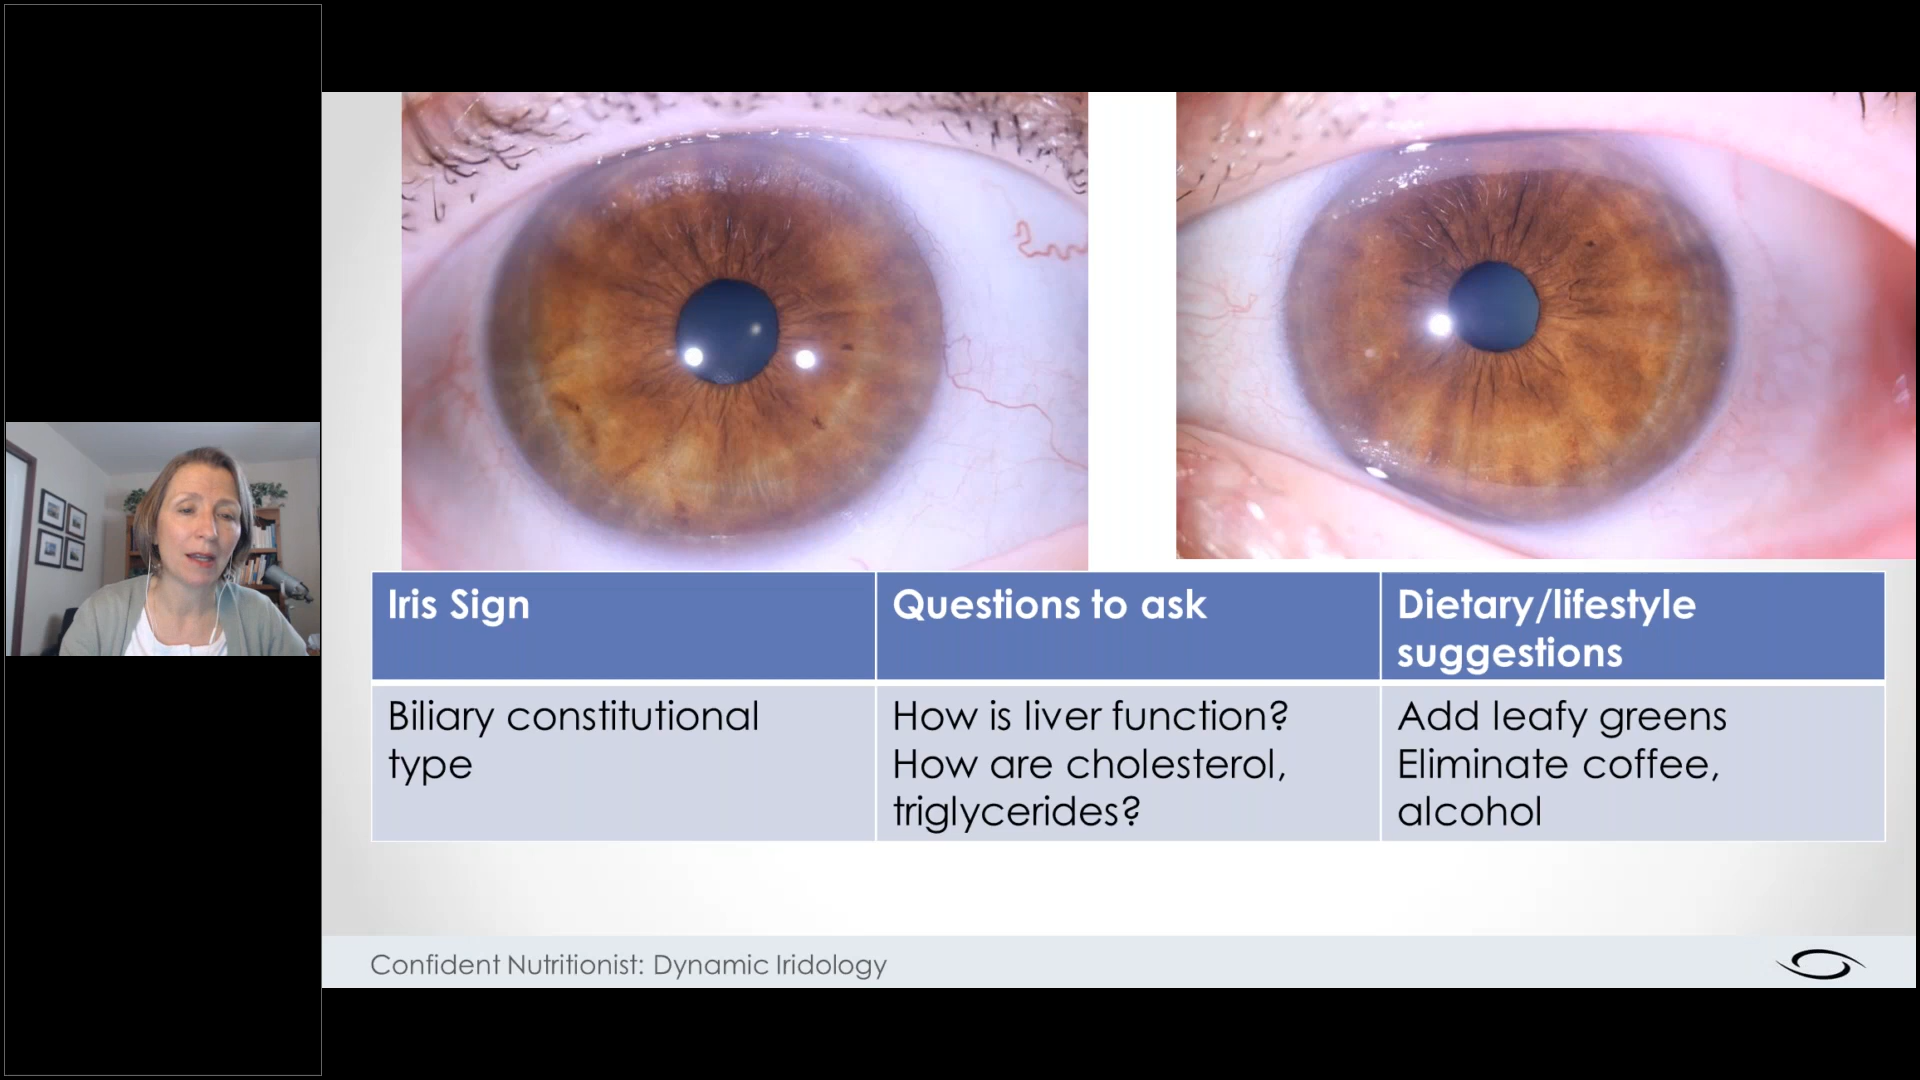 Iris Sign
Questions to ask
Dietary/lifestyle
suggestions
Biliary constitutional
type
How is liver function?
How are cholesterol,
triglycerides?
Add leafy greens
Eliminate coffee,
alcohol
Confident Nutritionist: Dynamic Iridology